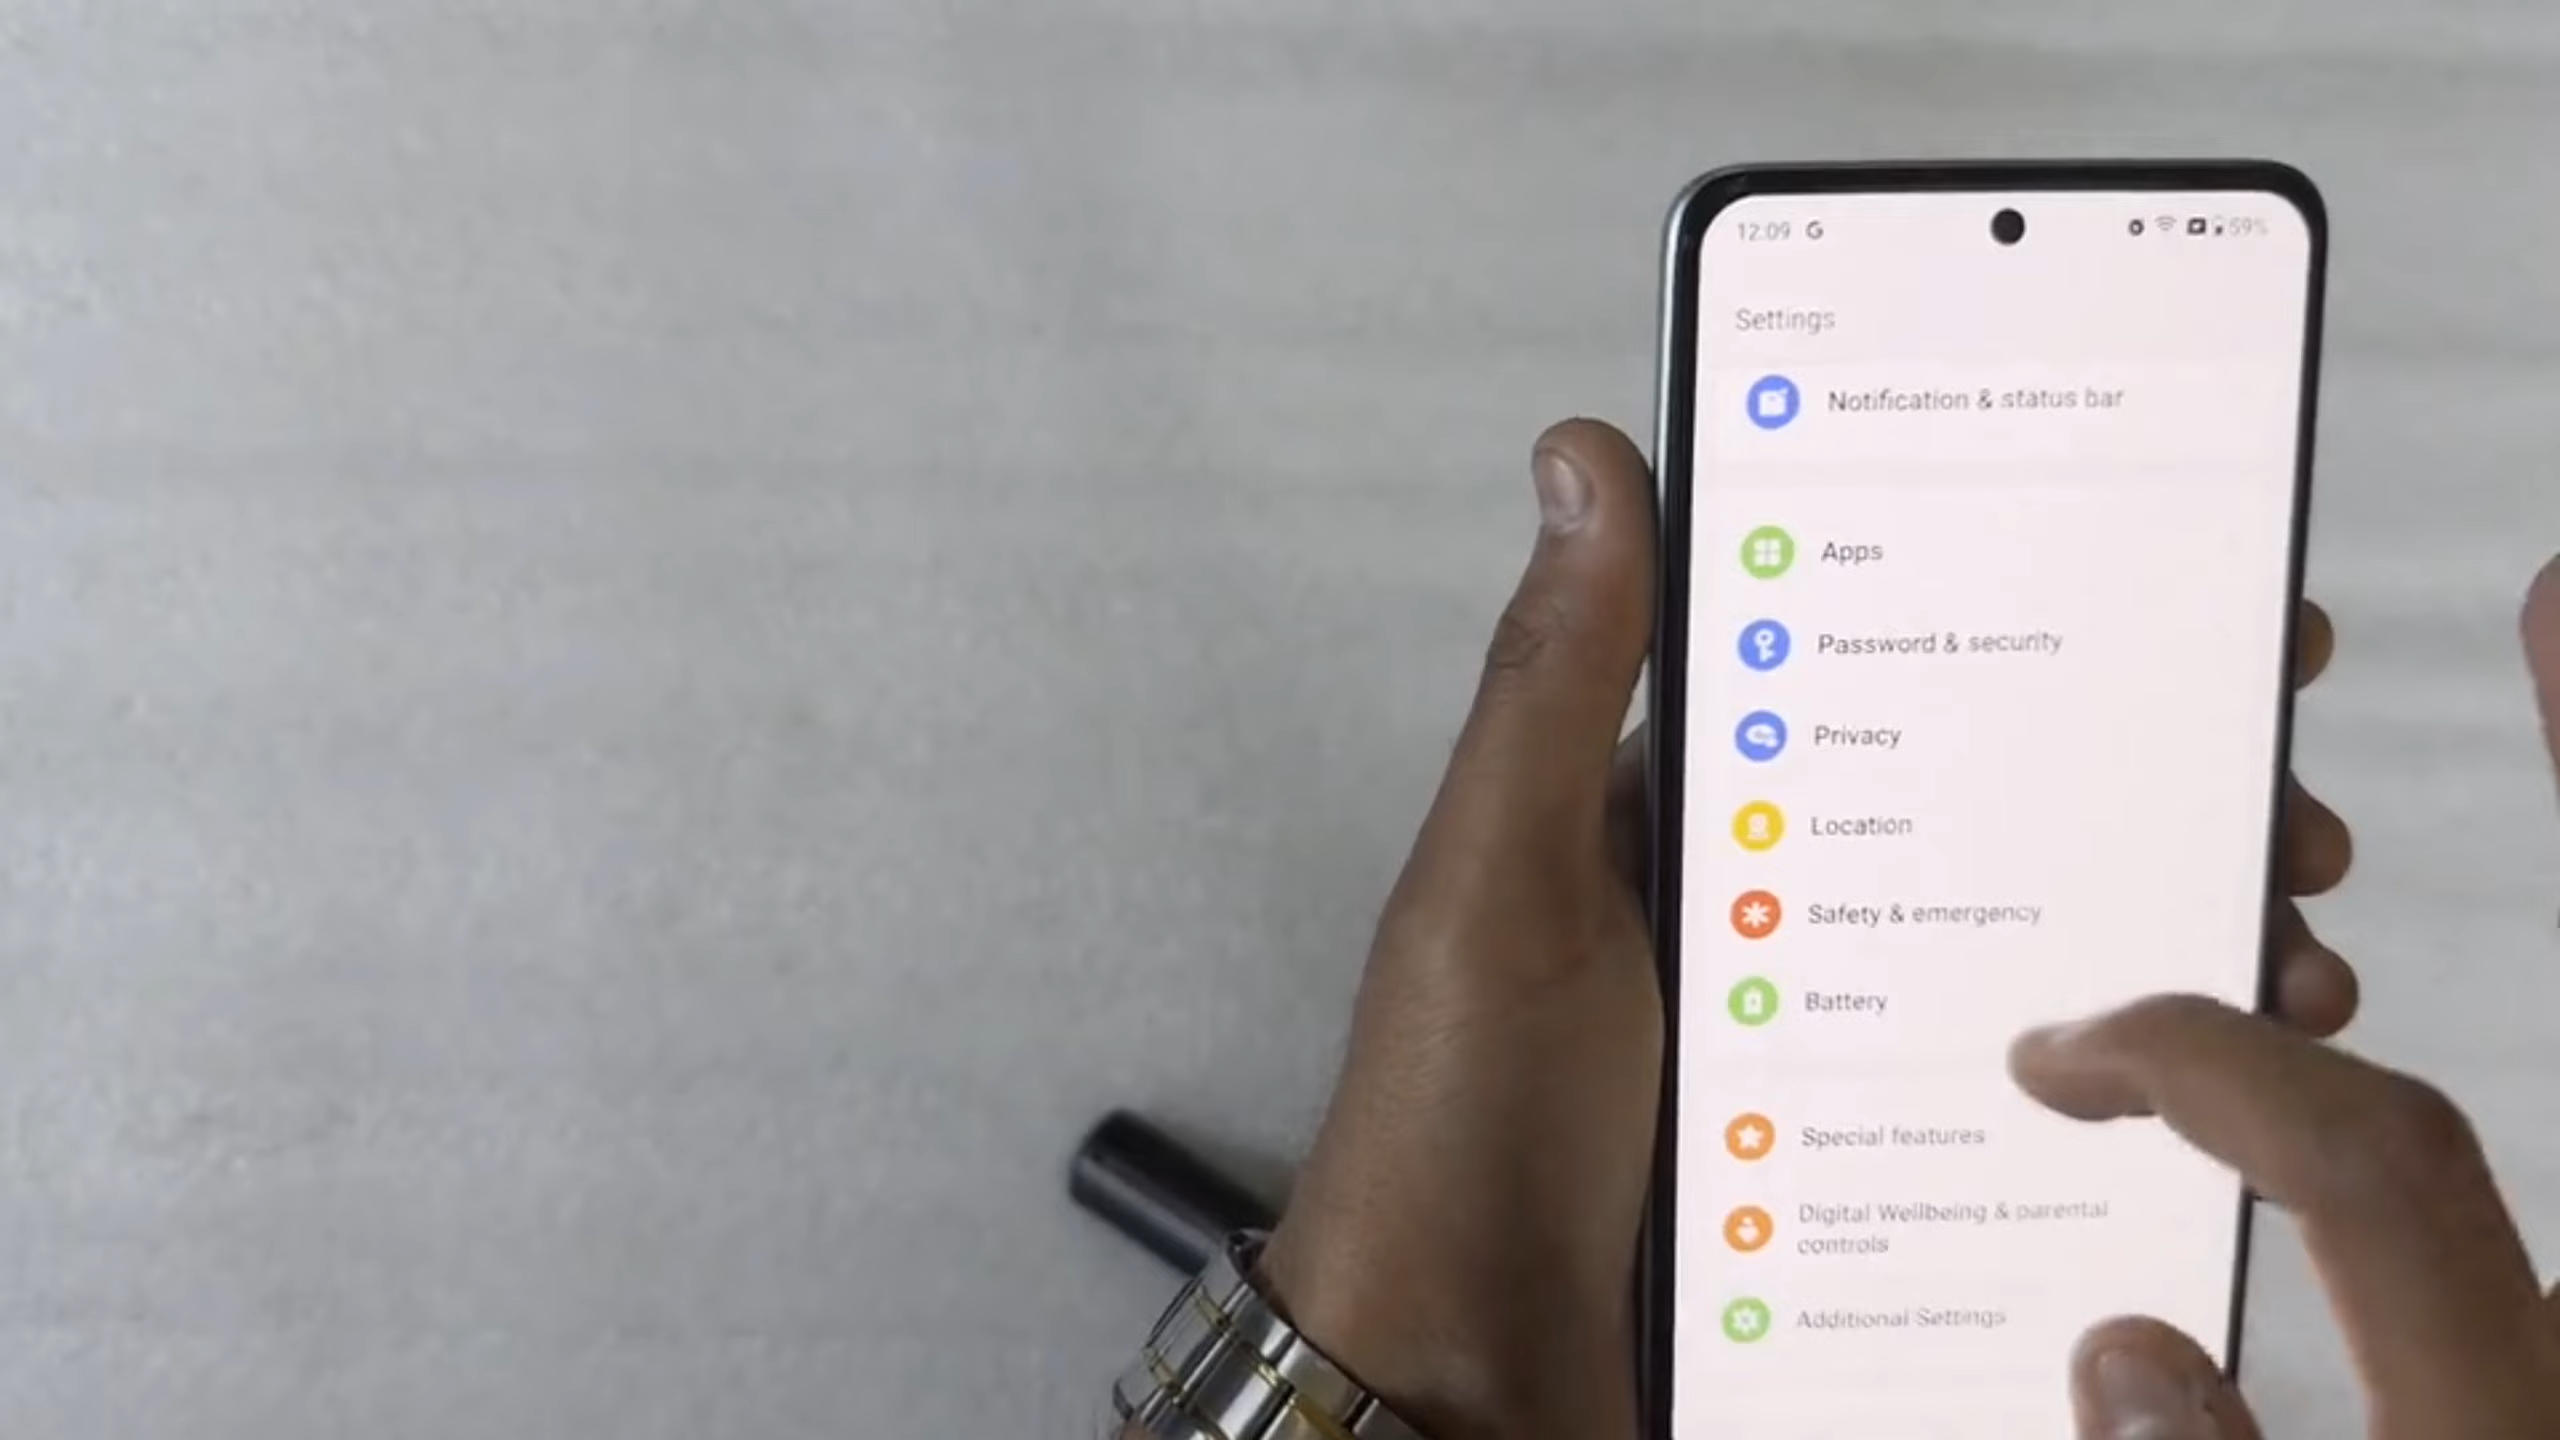 12:09 G 59%
Settings
Notification & status bar
Apps
Password & security
Privacy
Location
Safety & emergency
Battery
Special features
Digital Wellbeing & parental
controls
Additional Settings